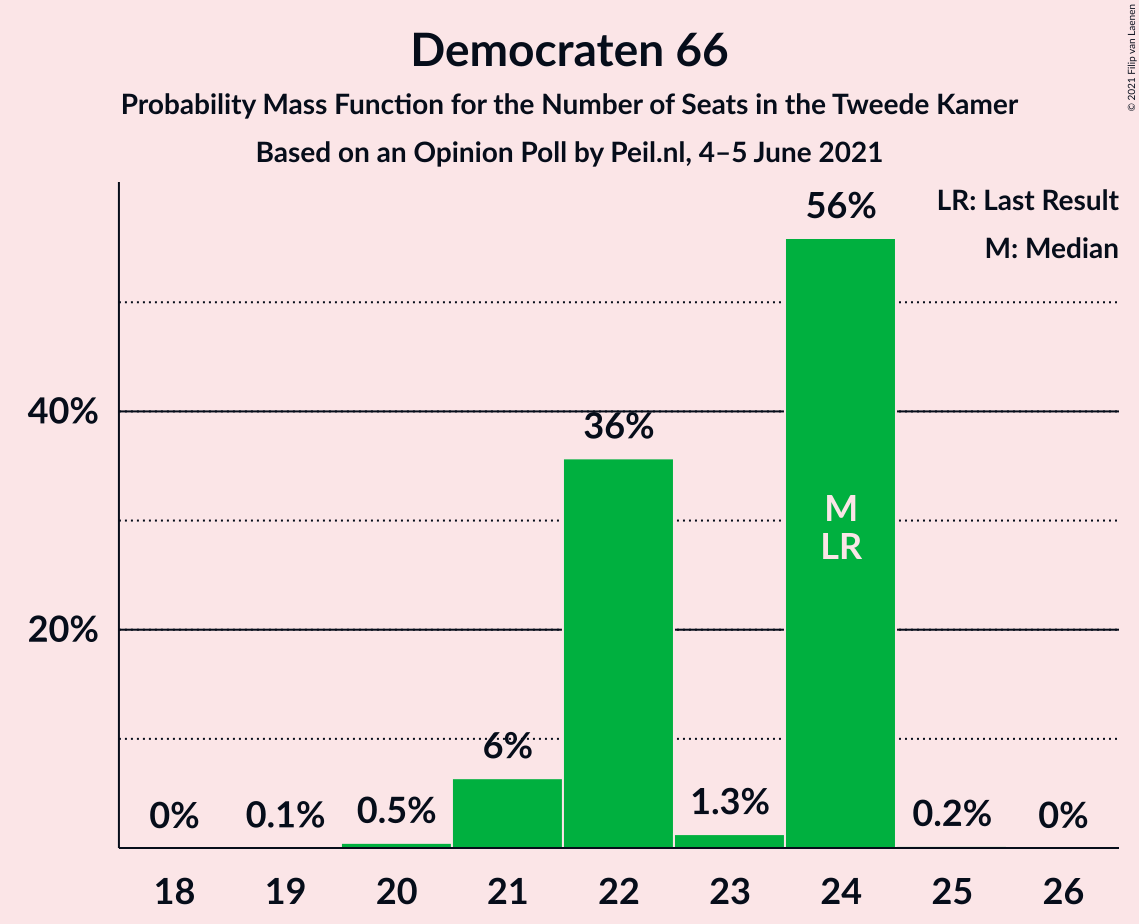 Democraten 66
Probability Mass Function for the Number of Seats in the Tweede Kamer
Based on an Opinion Poll by Peil.nl, 4–5 June 2021
© 2021 Filip van Laenen
LR: Last Result
M: Median
56%
40%
36%
M
LR
20%
6%
1.3%
0.5%
0.2%
0%
0.1%
0%
18 19 20 21 22 23 24 25 26